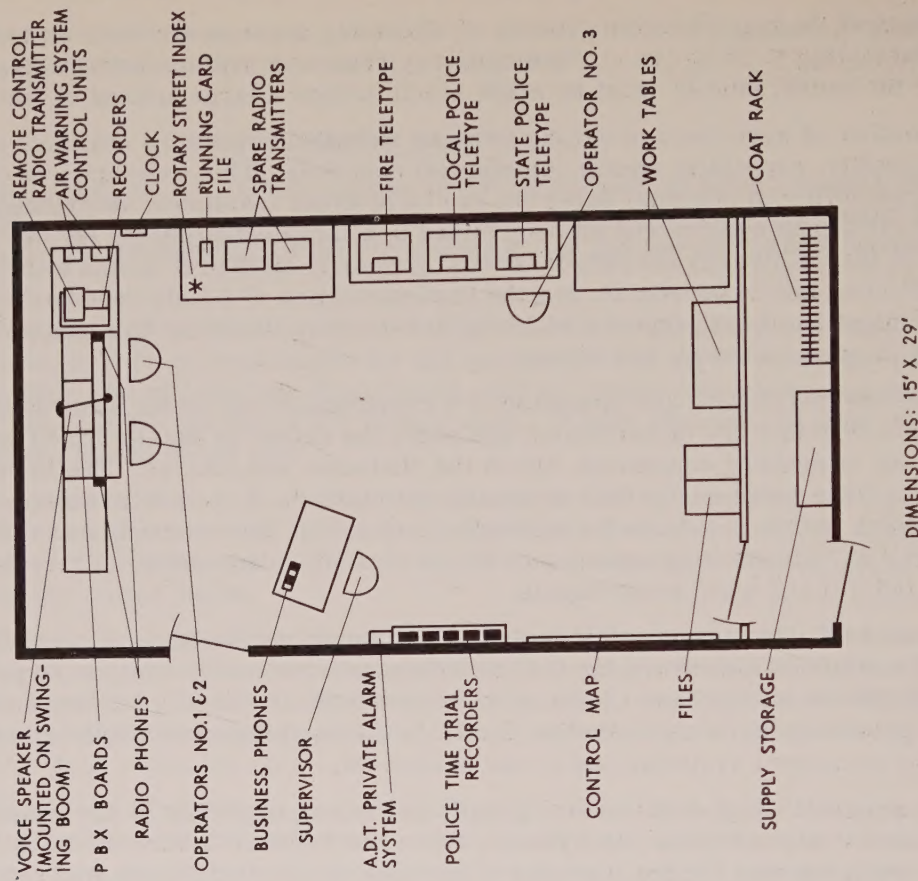 REMOTE CONTROL
RADIO TRANSMITTER
AIR WARNING SYSTEM
CONTROL UNITS
RECORDERS
CLOCK
ROTARY STREET INDEX
RUNNING CARD
FILE
SPARE RADIO
TRANSMITTERS
FIRE TELETYPE
LOCAL POLICE
TELETYPE
STATE POLICE
TELETYPE
OPERATOR NO. 3
WORK TABLES
COAT RACK
*
VOICE SPEAKER
(MOUNTED ON SWING-
ING BOOM)
P B X BOARDS
RADIO PHONES
OPERATORS NO.1 & 2
BUSINESS PHONES
SUPERVISOR
A.D.T. PRIVATE ALARM
SYSTEM
POLICE TIME TRIAL
RECORDERS
CONTROL MAP
FILES
SUPPLY STORAGE
DIMENSIONS: 15' X 29'